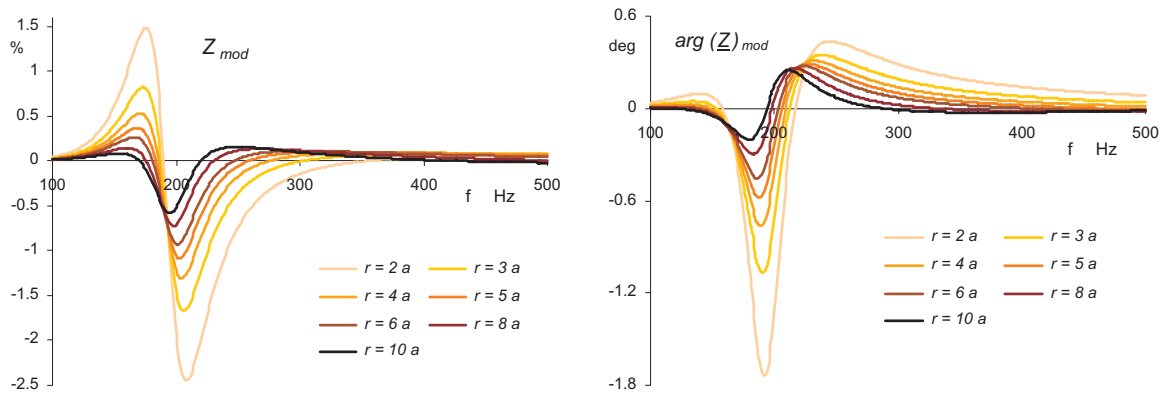 1.5
%
Z mod
1
0.5
0
100 200 300 400 500
f Hz
-0.5
-1
-1.5
-2
-2.5
r = 2 a r = 3 a
r = 4 a r = 5 a
r = 6 a r = 8 a
r = 10 a
0.6
deg
arg (Z) mod
0
100 200 300 400 500
f Hz
-0.6
-1.2
-1.8
r = 2 a r = 3 a
r = 4 a r = 5 a
r = 6 a r = 8 a
r = 10 a